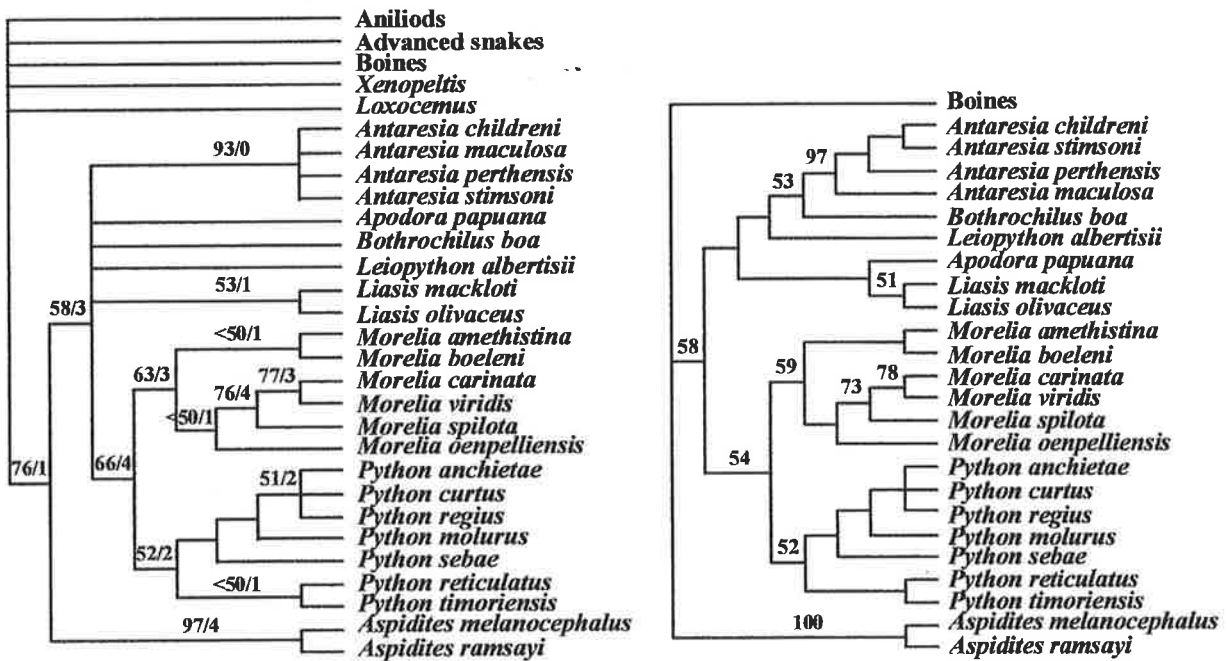 Aniliods
Advanced snakes
Boines
Xenopeltis
Loxocemus
Antaresia childreni
93/0
Antaresia maculosa
Antaresia perthensis
Antaresia stimsoni
Apodora papuana
Bothrochilus boa
Leiopython albertisii
53/1
Liasis mackloti
58/3
Liasis olivaceus
<50/1
Morelia amethistina
Morelia boeleni
63/3
77/3
Morelia carinata
76/4
Morelia viridis
<50/1
Morelia spilota
Morelia oenpelliensis
76/1
66/4
Python anchietae
51/2
Python curtus
Python regius
Python molurus
52/2
Python sebae
<50/1
Python reticulatus
Python timoriensis
97/4
Aspidites melanocephalus
Aspidites ramsayi
Boines
Antaresia childreni
97
Antaresia stimsoni
Antaresia perthensis
53
Antaresia maculosa
Bothrochilus boa
Leiopython albertisii
Apodora papuana
51
Liasis mackloti
Liasis olivaceus
Morelia amethistina
58
59
Morelia boeleni
78
Morelia carinata
73
Morelia viridis
Morelia spilota
Morelia oenpelliensis
54
Python anchietae
Python curtus
Python regius
Python molurus
52
Python sebae
Python reticulatus
Python timoriensis
100
Aspidites melanocephalus
Aspidites ramsayi